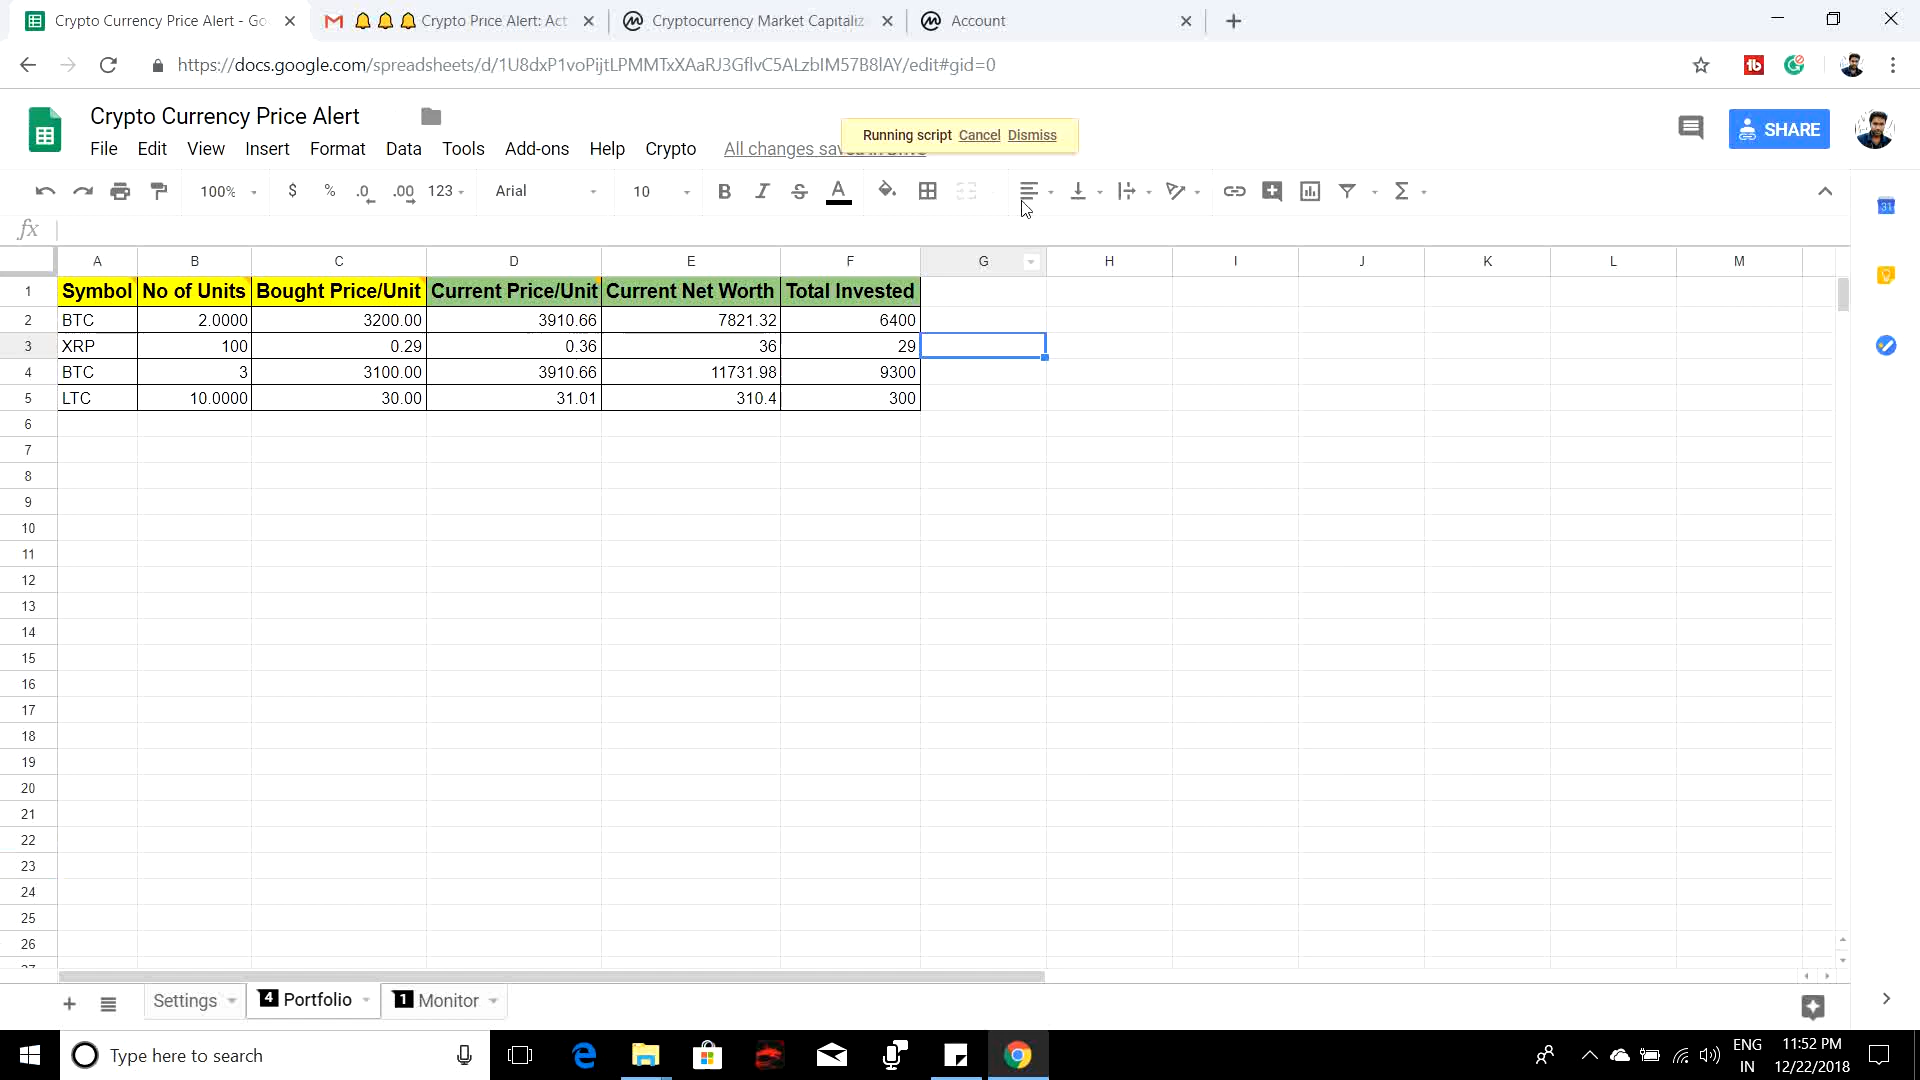 Crypto Currency Price Alert - Go
Crypto Price Alert: Act
Cryptocurrency Market Capitaliz
Account
https://docs.google.com/spreadsheets/d/1U8dxP1voPijtLPMMTxXAaRJ3GflvC5ALzbIM57B8lAY/edit#gid=0
Crypto Currency Price Alert
Running script Cancel Dismiss
SHARE
File Edit View Insert Format Data Tools Add-ons Help Crypto All changes saved in Drive
100% $ % .0 .00 123 Arial 10 B I S A Σ
fx
A B C D E F G H I J K L M
1 Symbol No of Units Bought Price/Unit Current Price/Unit Current Net Worth Total Invested
2 BTC 2.0000 3200.00 3910.66 7821.32 6400
3 XRP 100 0.29 0.36 36 29
4 BTC 3 3100.00 3910.66 11731.98 9300
5 LTC 10.0000 30.00 31.01 310.4 300
6
7
8
9
10
11
12
13
14
15
16
17
18
19
20
21
22
23
24
25
26
27
Settings 4 Portfolio 1 Monitor
Type here to search
ENG
IN
11:52 PM
12/22/2018
31